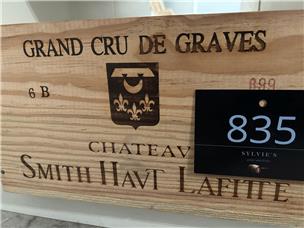 GRAND CRU DE GRAVES
6 B
835
SYLVIE'S
CHATEAU
SMITH HAUT LAFITTE